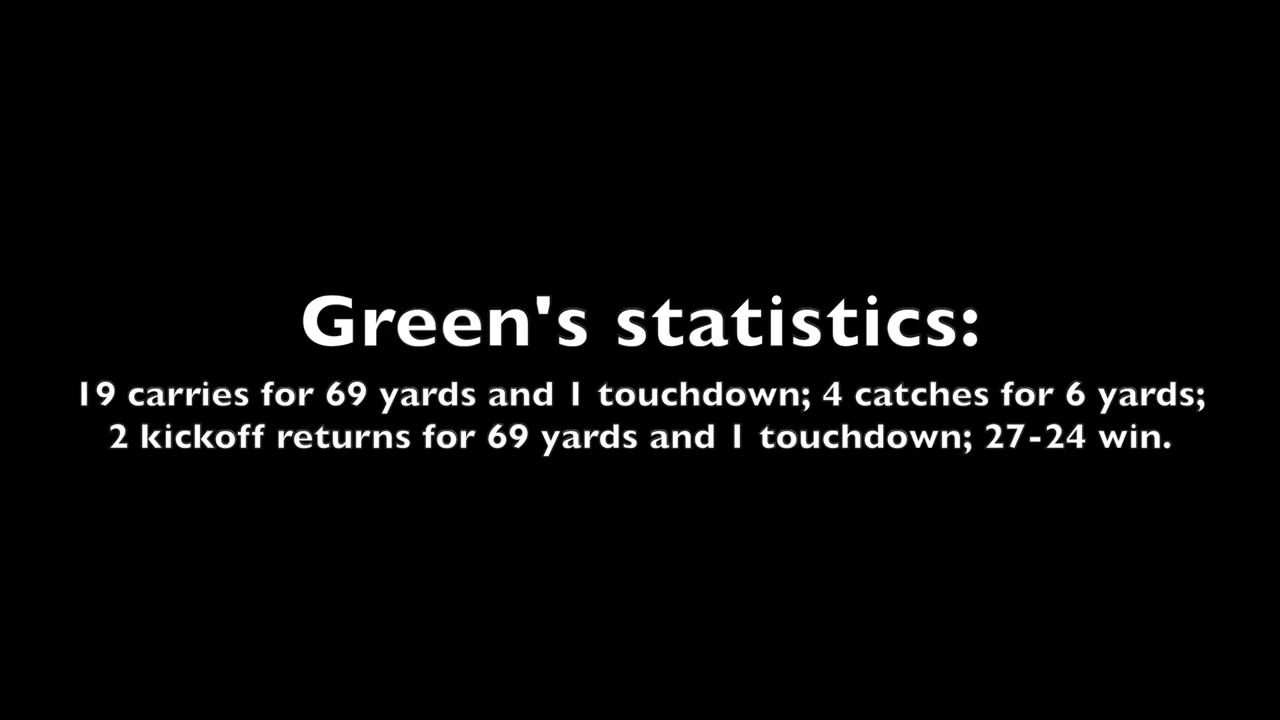 Green's statistics:
19 carries for 69 yards and 1 touchdown; 4 catches for 6 yards;
2 kickoff returns for 69 yards and 1 touchdown; 27-24 win.